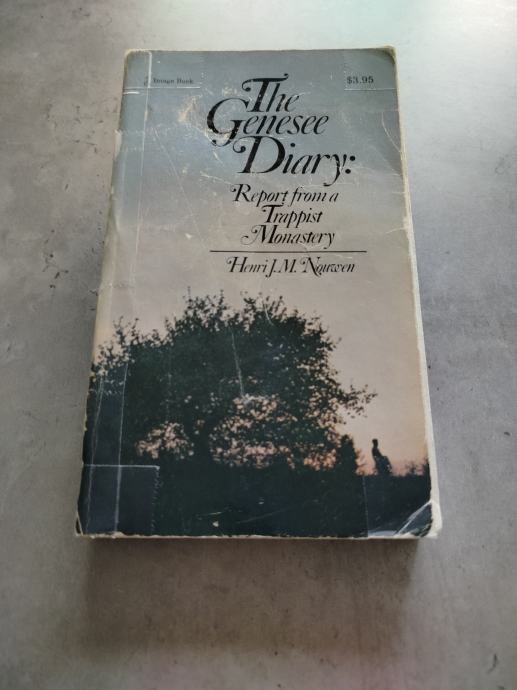 Image Book
$3.95
The
Genesee
Diary:
Report from a
Trappist
Monastery
Henri J.M. Nouwen